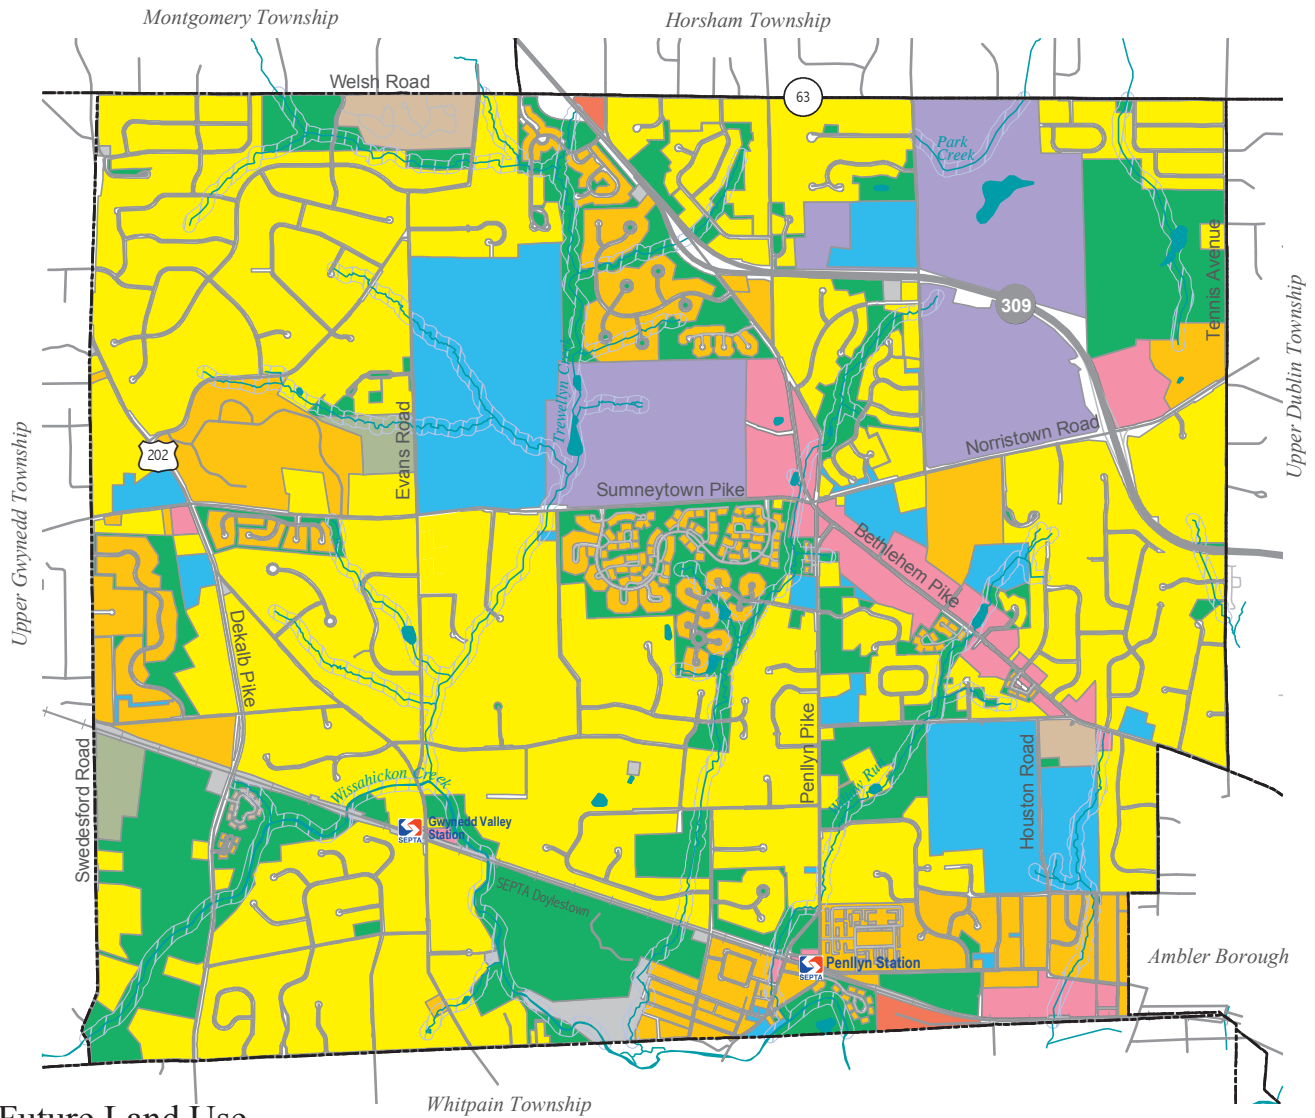 Montgomery Township
Horsham Township
Welsh Road
63
Park
Creek
Tennis Avenue
Upper Dublin Township
309
Trewellyn C
Evans Road
Norristown Road
202
Upper Gwynedd Township
Sumneytown Pike
Bethlehem Pike
Dekalb Pike
Penllyn Pike
Swedesford Road
Houston Road
Wissahickon Creek
Gwynedd Valley
Station
SEPTA
SEPTA Doylestown
Penllyn Station
SEPTA
Ambler Borough
Whitpain Township
Future Land Use